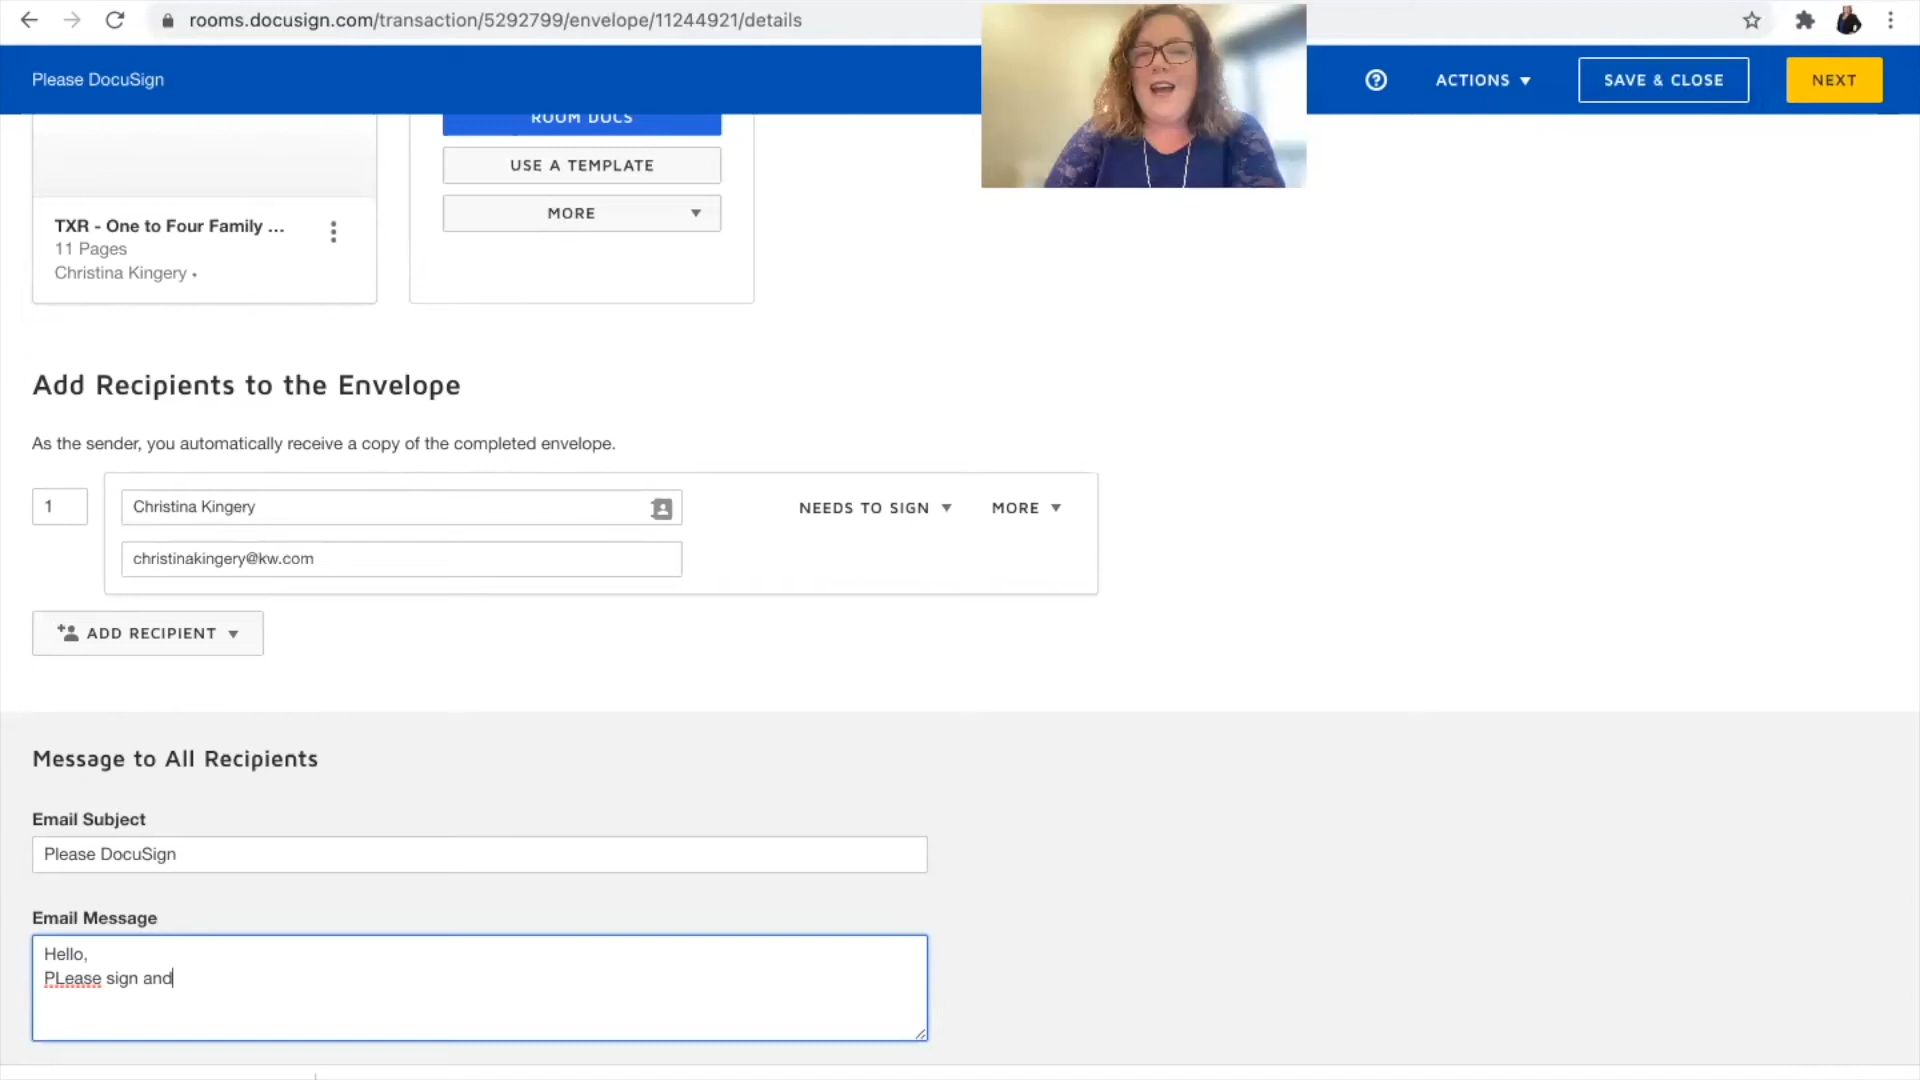 rooms.docusign.com/transaction/5292799/envelope/11244921/details
Please DocuSign
ACTIONS
SAVE & CLOSE
NEXT
ROOM DOCS
USE A TEMPLATE
MORE
TXR - One to Four Family ...
11 Pages
Christina Kingery •
Add Recipients to the Envelope
As the sender, you automatically receive a copy of the completed envelope.
1
Christina Kingery
NEEDS TO SIGN
MORE
christinakingery@kw.com
ADD RECIPIENT
Message to All Recipients
Email Subject
Please DocuSign
Email Message
Hello,
PLease sign and